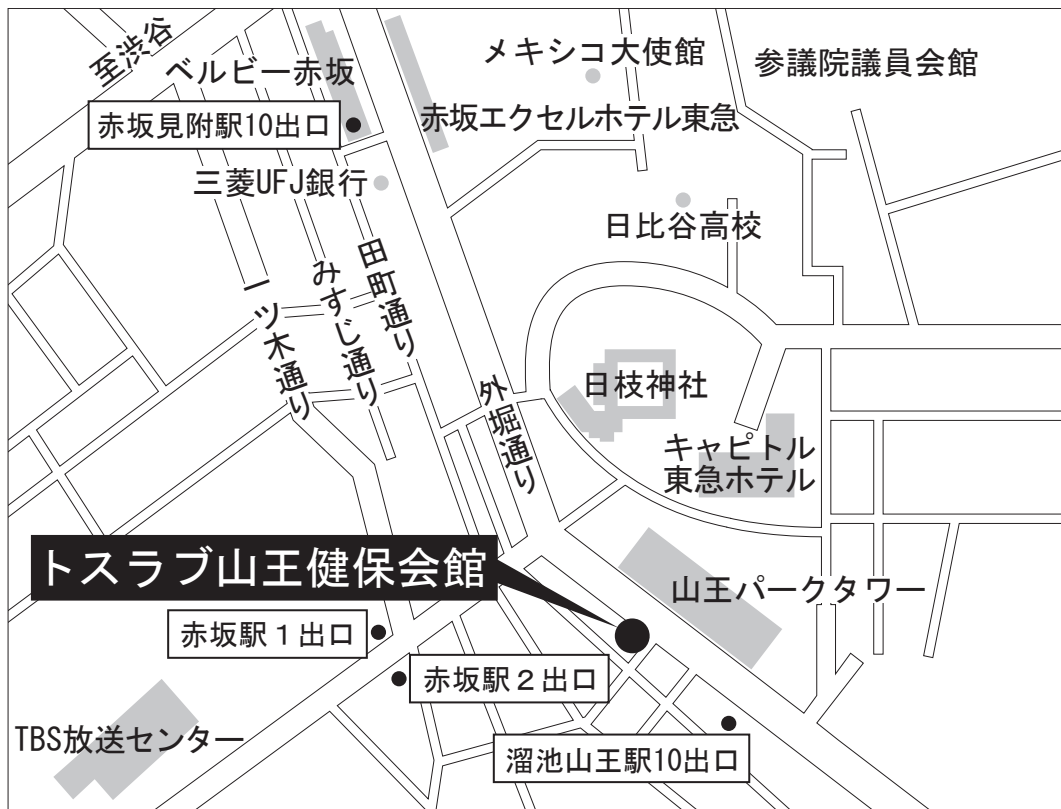 至渋谷
ベルビー赤坂
メキシコ大使館
参議院議員会館
赤坂見附駅10出口
赤坂エクセルホテル東急
三菱UFJ銀行
日比谷高校
田町通り
みすじ通り
一ツ木通り
外堀通り
日枝神社
キャピトル
東急ホテル
トスラブ山王健保会館
山王パークタワー
赤坂駅1出口
赤坂駅2出口
TBS放送センター
溜池山王駅10出口